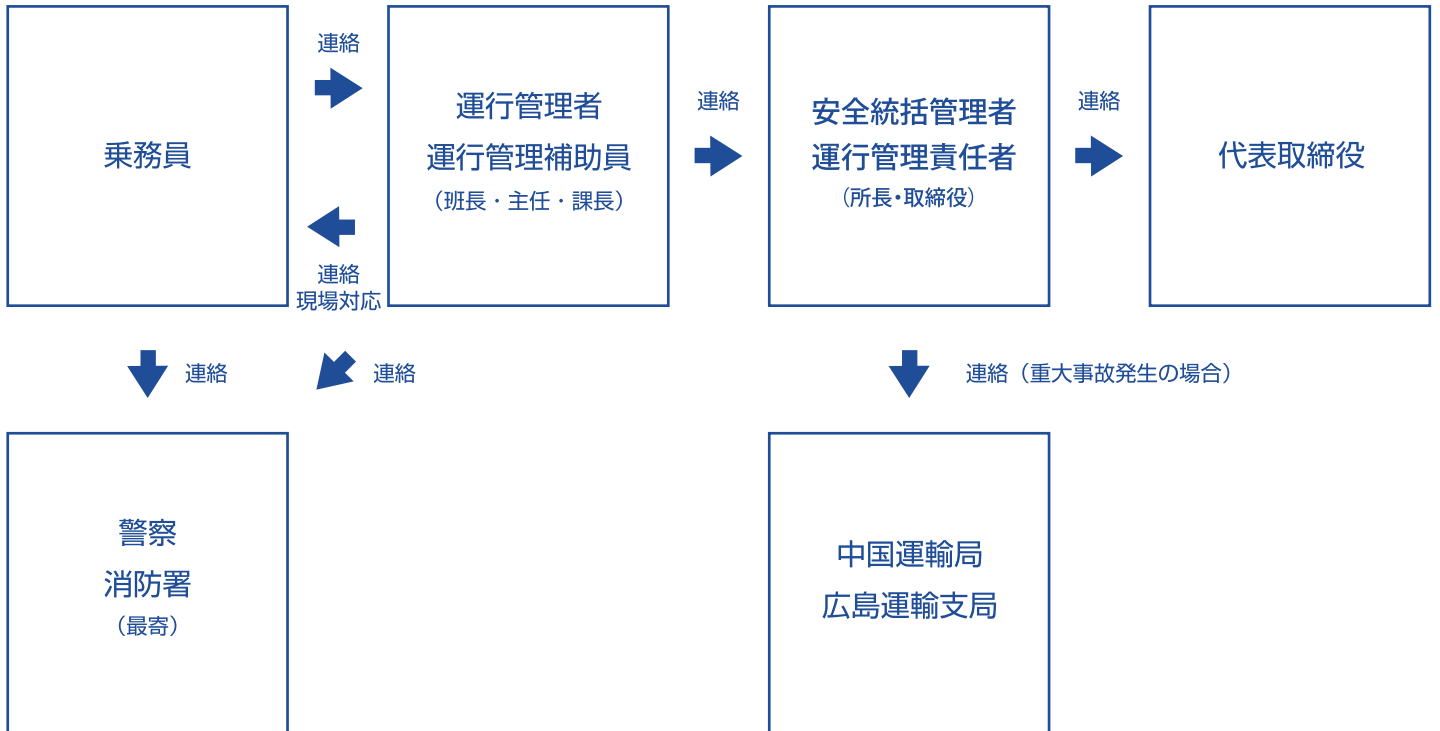 乗務員
連絡
連絡
現場対応
運行管理者
運行管理補助員
（班長・主任・課長）
連絡
安全統括管理者
運行管理責任者
（所長・取締役）
連絡
代表取締役
連絡
連絡
連絡（重大事故発生の場合）
警察
消防署
（最寄）
中国運輸局
広島運輸支局